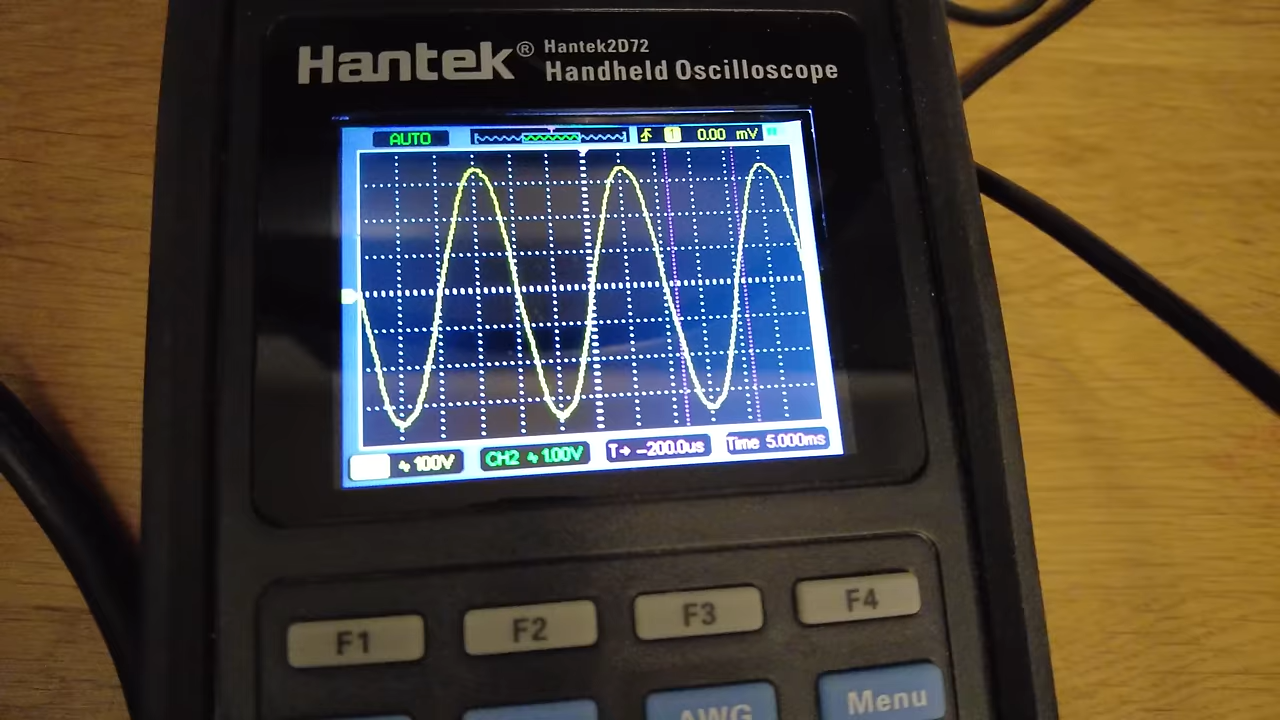 Hantek® Hantek2D72
Handheld Oscilloscope
AUTO 1 0.00 mV
100V CH2 1.00V T→ -200.0us Time 5.000ms
F1 F2 F3 F4
AWG Menu